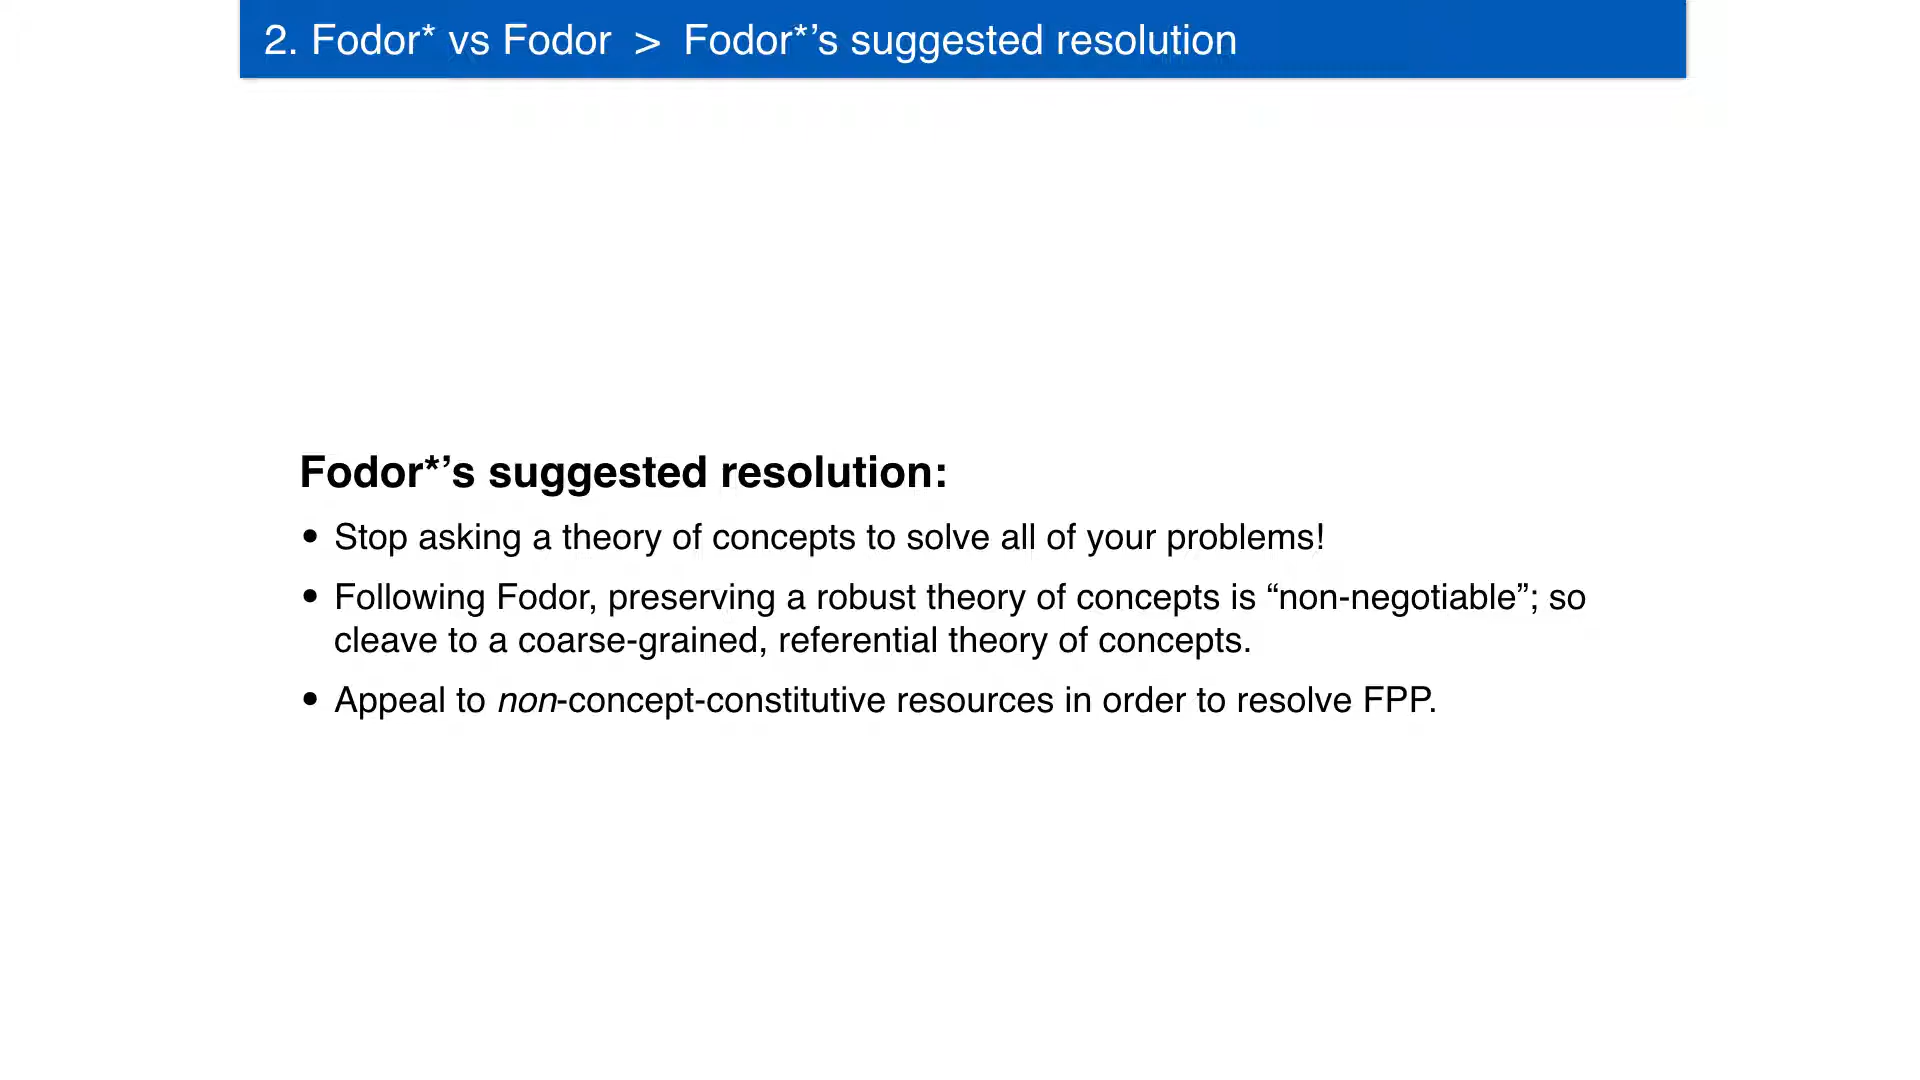 2. Fodor* vs Fodor > Fodor*’s suggested resolution
Fodor*’s suggested resolution:
• Stop asking a theory of concepts to solve all of your problems!
• Following Fodor, preserving a robust theory of concepts is “non-negotiable”; so
cleave to a coarse-grained, referential theory of concepts.
• Appeal to non-concept-constitutive resources in order to resolve FPP.